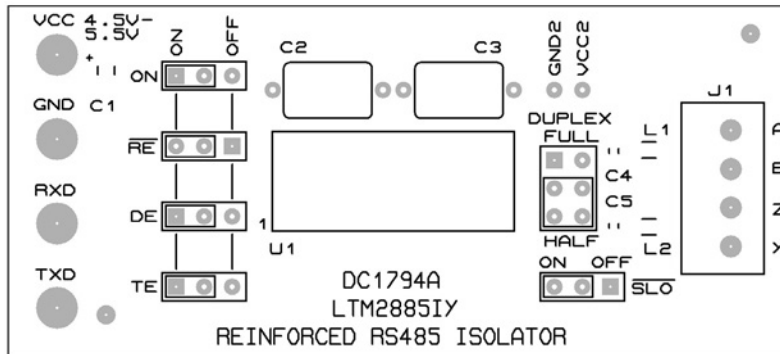 VCC 4.5V-
5.5V
+
ON
OFF
C2
C3
GND2
VCC2
J1
ON
GND
C1
DUPLEX
FULL
L1
A
RE
B
C4
RXD
DE
C5
Z
1
U1
HALF
L2
Y
TXD
TE
DC1794A
ON OFF
SLO
LTM2885IY
REINFORCED RS485 ISOLATOR